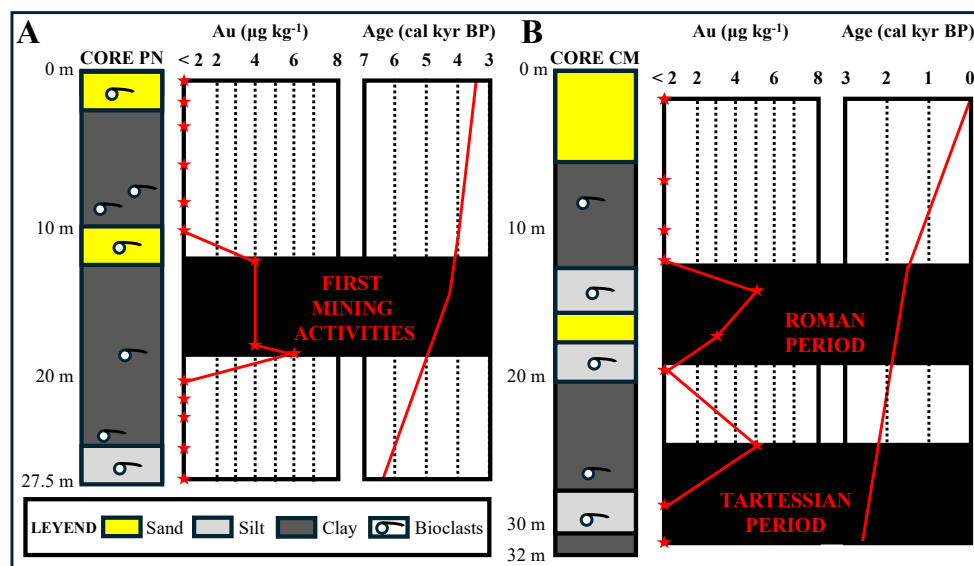 A
CORE PN
Au (µg kg⁻¹)
Age (cal kyr BP)
< 2 4 6 8
7 6 5 4 3
0 m
10 m
20 m
27.5 m
FIRST
MINING
ACTIVITIES
LEYEND Sand Silt Clay Bioclasts
B
CORE CM
Au (µg kg⁻¹)
Age (cal kyr BP)
< 2 2 4 6 8
3 2 1 0
0 m
10 m
20 m
30 m
32 m
ROMAN
PERIOD
TARTESSIAN
PERIOD